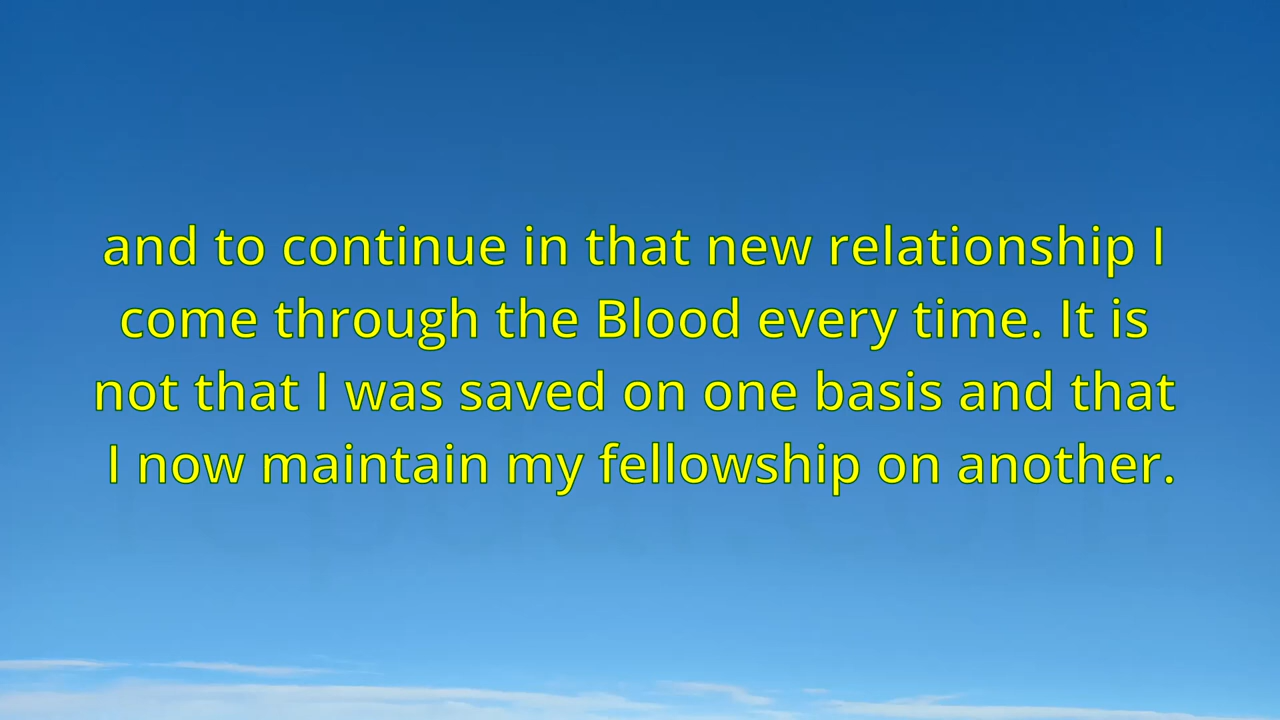 and to continue in that new relationship I
come through the Blood every time. It is
not that I was saved on one basis and that
I now maintain my fellowship on another.